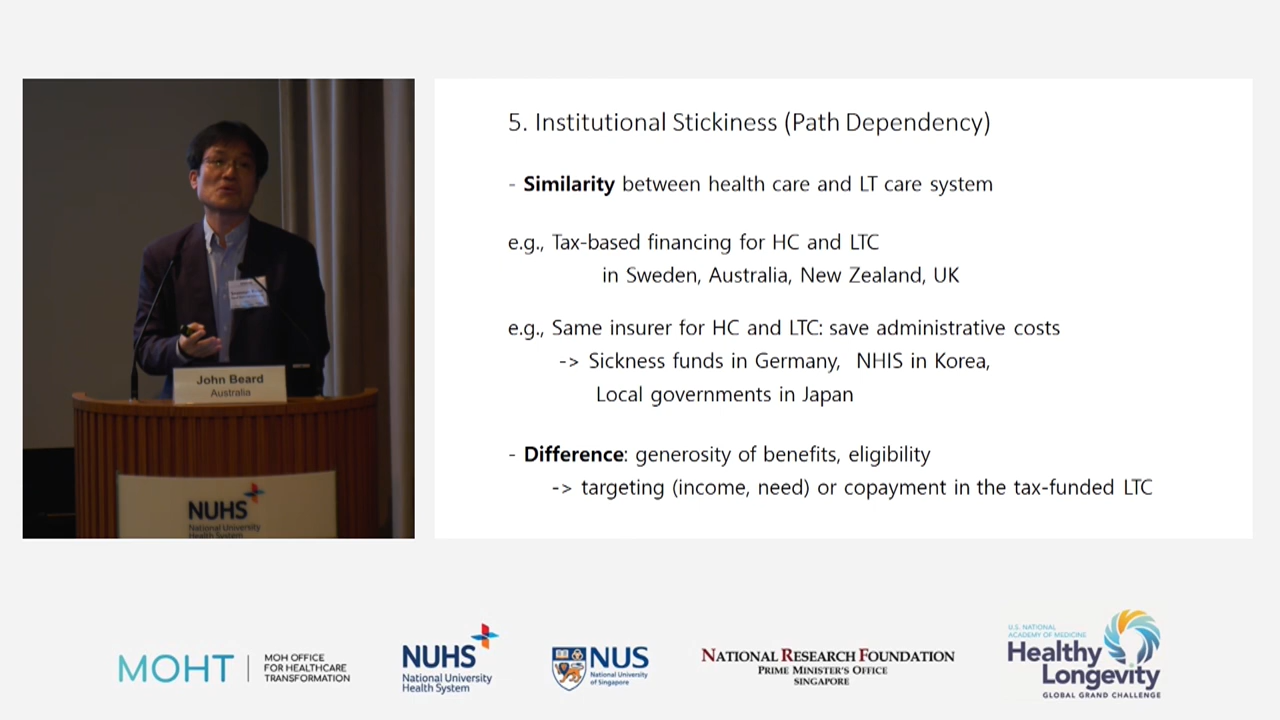 5. Institutional Stickiness (Path Dependency)
- Similarity between health care and LT care system
e.g., Tax-based financing for HC and LTC
in Sweden, Australia, New Zealand, UK
e.g., Same insurer for HC and LTC: save administrative costs
-> Sickness funds in Germany, NHIS in Korea,
Local governments in Japan
- Difference: generosity of benefits, eligibility
-> targeting (income, need) or copayment in the tax-funded LTC
John Beard
Australia
NUHS
National University
Health System
MOHT
MOH OFFICE
FOR HEALTHCARE
TRANSFORMATION
NUHS
National University
Health System
NUS
National University
of Singapore
NATIONAL RESEARCH FOUNDATION
PRIME MINISTER'S OFFICE
SINGAPORE
U.S. NATIONAL
ACADEMY OF MEDICINE
Healthy
Longevity
GLOBAL GRAND CHALLENGE